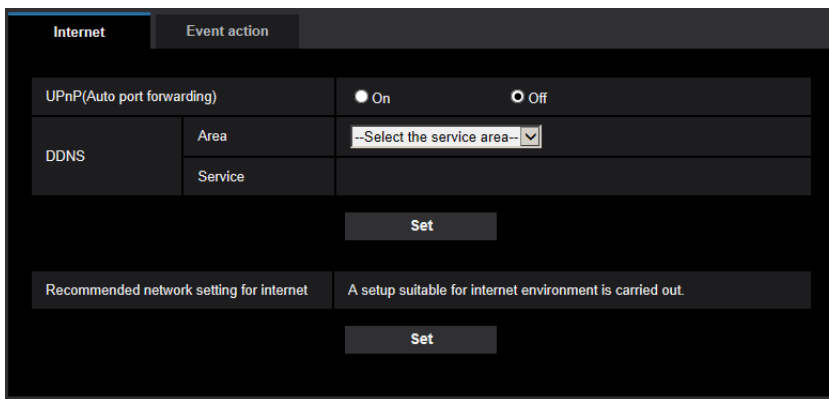 Internet Event action
UPnP(Auto port forwarding) On Off
DDNS Area --Select the service area--
Service
Set
Recommended network setting for internet A setup suitable for internet environment is carried out.
Set